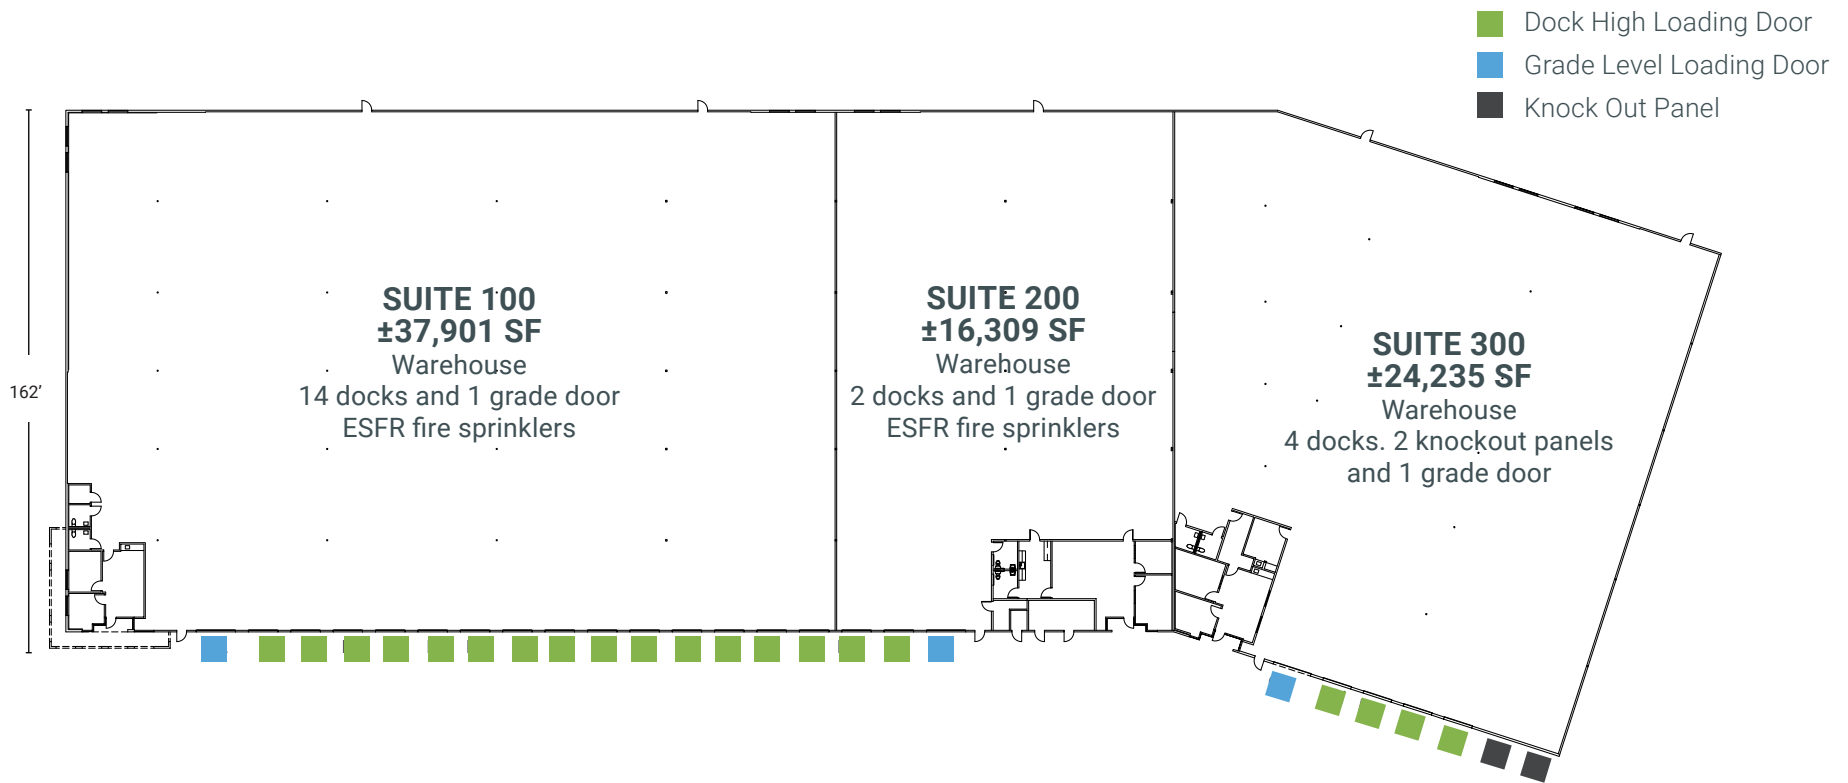 Dock High Loading Door
Grade Level Loading Door
Knock Out Panel
162’
SUITE 100
±37,901 SF
Warehouse
14 docks and 1 grade door
ESFR fire sprinklers
SUITE 200
±16,309 SF
Warehouse
2 docks and 1 grade door
ESFR fire sprinklers
SUITE 300
±24,235 SF
Warehouse
4 docks. 2 knockout panels
and 1 grade door